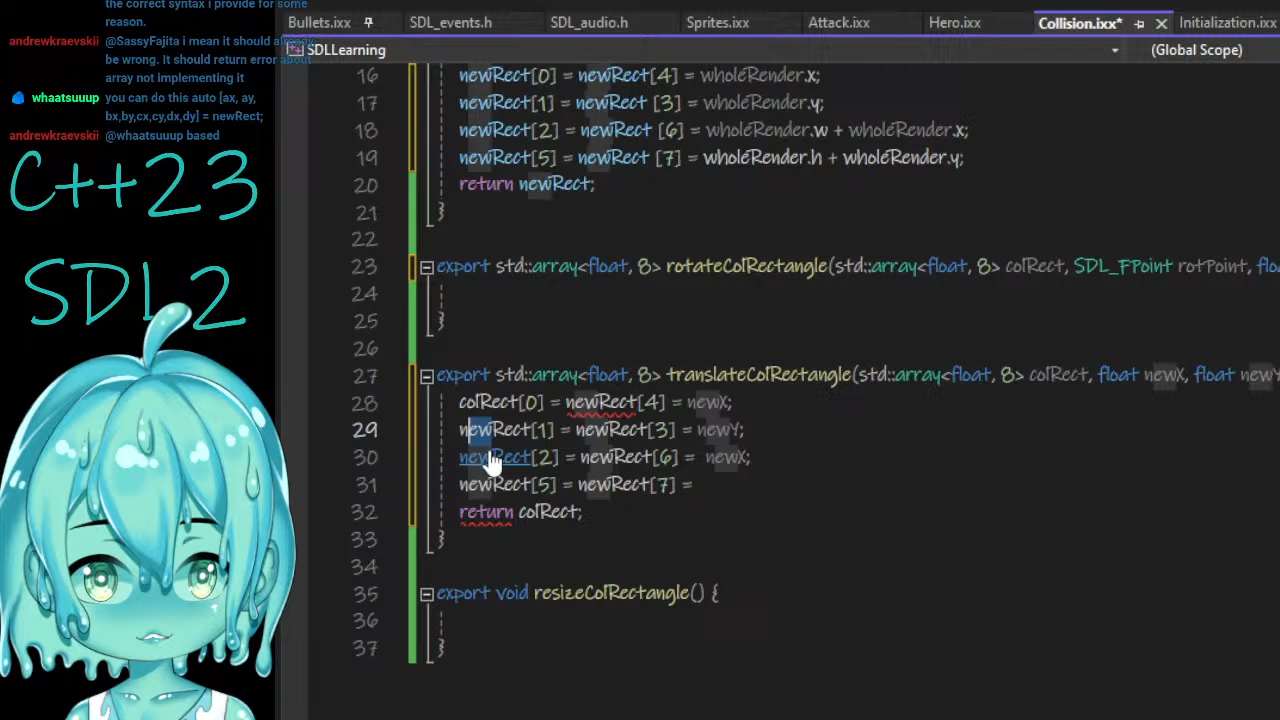 the correct syntax i provide for some
reason.
andrewkraevskii @SassyFajita i mean it should already
be wrong. It should return error about
array not implementing it
whaatsuuup you can do this auto [ax, ay,
bx,by,cx,cy,dx,dy] = newRect;
andrewkraevskii @whaatsuuup based
C++23
SDL2
Bullets.ixx SDL_events.h SDL_audio.h Sprites.ixx Attack.ixx Hero.ixx Collision.ixx* Initialization.ixx
SDLLearning (Global Scope)
16 newRect[0] = newRect[4] = wholeRender.x;
17 newRect[1] = newRect [3] = wholeRender.y;
18 newRect[2] = newRect [6] = wholeRender.w + wholeRender.x;
19 newRect[5] = newRect [7] = wholeRender.h + wholeRender.y;
20 return newRect;
21 }
22
23 export std::array<float, 8> rotateColRectangle(std::array<float, 8> colRect, SDL_FPoint rotPoint, flo
24
25 }
26
27 export std::array<float, 8> translateColRectangle(std::array<float, 8> colRect, float newX, float newY
28 colRect[0] = newRect[4] = newX;
29 newRect[1] = newRect[3] = newY;
30 newRect[2] = newRect[6] = newX;
31 newRect[5] = newRect[7] =
32 return colRect;
33 }
34
35 export void resizeColRectangle() {
36
37 }